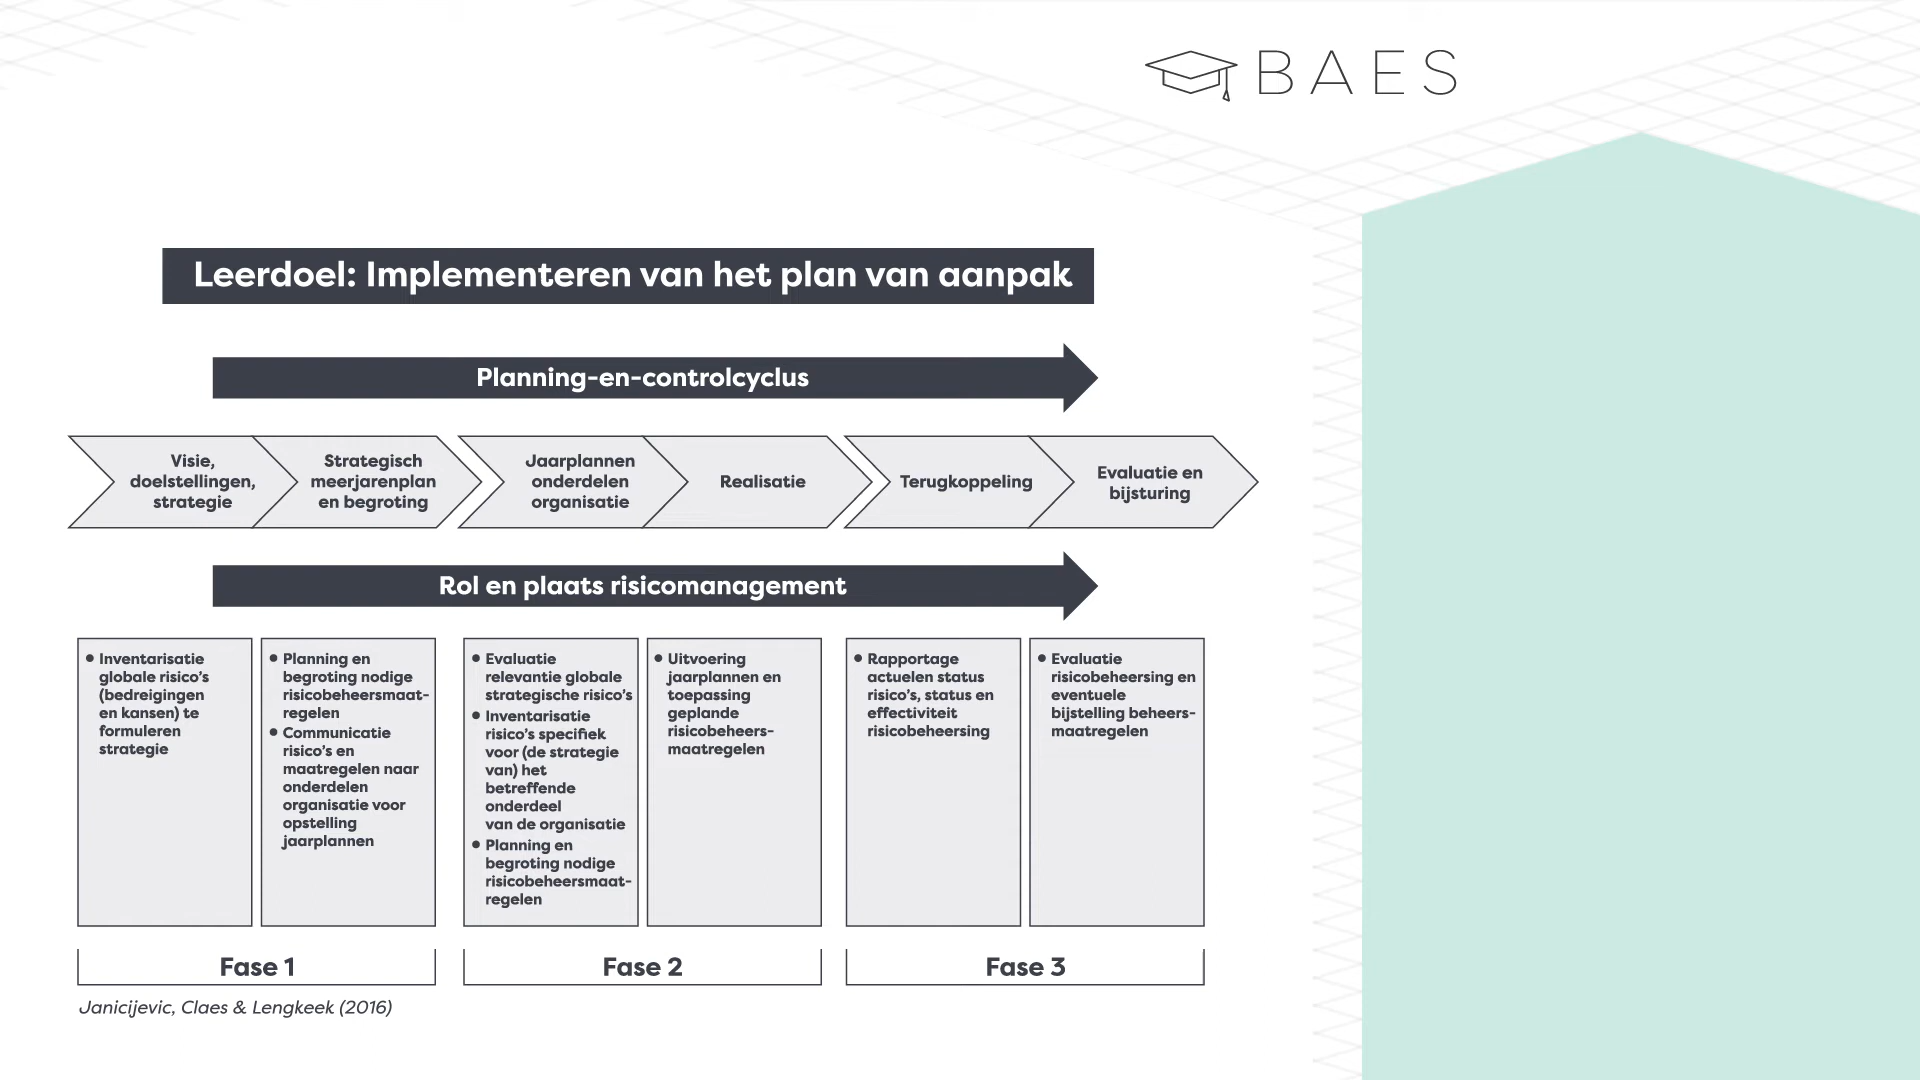 BAES
Leerdoel: Implementeren van het plan van aanpak
Planning-en-controlcyclus
Visie,
doelstellingen,
strategie
Strategisch
meerjarenplan
en begroting
Jaarplannen
onderdelen
organisatie
Realisatie
Terugkoppeling
Evaluatie en
bijsturing
Rol en plaats risicomanagement
• Inventarisatie
globale risico's
(bedreigingen
en kansen) te
formuleren
strategie
• Planning en
begroting nodige
risicobeheersmaat-
regelen
• Communicatie
risico's en
maatregelen naar
onderdelen
organisatie voor
opstelling
jaarplannen
• Evaluatie
relevantie globale
strategische risico's
• Inventarisatie
risico's specifiek
voor (de strategie
van) het
betreffende
onderdeel
van de organisatie
• Planning en
begroting nodige
risicobeheersmaat-
regelen
• Uitvoering
jaarplannen en
toepassing
geplande
risicobeheers-
maatregelen
• Rapportage
actuelen status
risico's, status en
effectiviteit
risicobeheersing
• Evaluatie
risicobeheersing en
eventuele
bijstelling beheers-
maatregelen
Fase 1
Fase 2
Fase 3
Janicijevic, Claes & Lengkeek (2016)